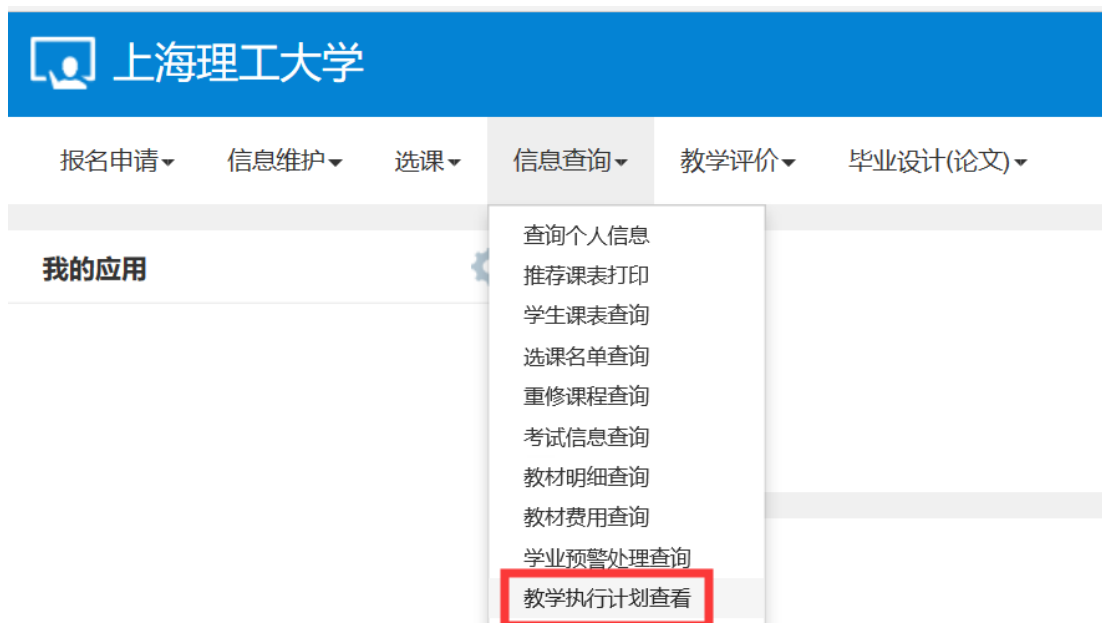 上海理工大学
报名申请 信息维护 选课 信息查询 教学评价 毕业设计(论文)
我的应用
查询个人信息
推荐课表打印
学生课表查询
选课名单查询
重修课程查询
考试信息查询
教材明细查询
教材费用查询
学业预警处理查询
教学执行计划查看